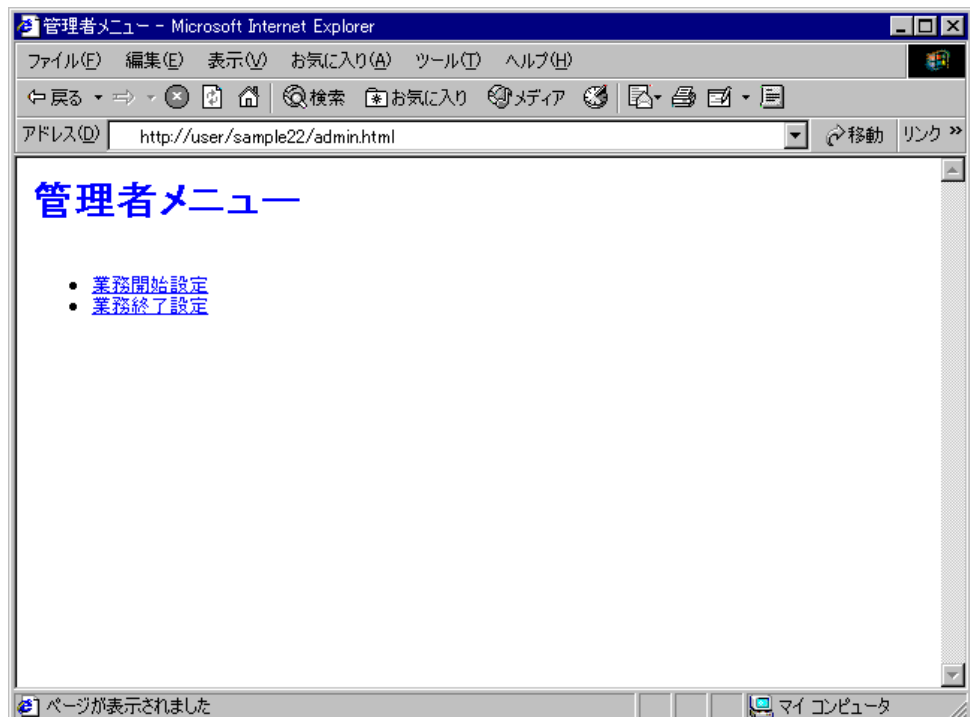 管理者メニュー - Microsoft Internet Explorer
ファイル(F) 編集(E) 表示(V) お気に入り(A) ツール(T) ヘルプ(H)
戻る 検索 お気に入り メディア
アドレス(D) http://user/sample22/admin.html 移動 リンク »
管理者メニュー
• 業務開始設定
• 業務終了設定
ページが表示されました マイ コンピュータ